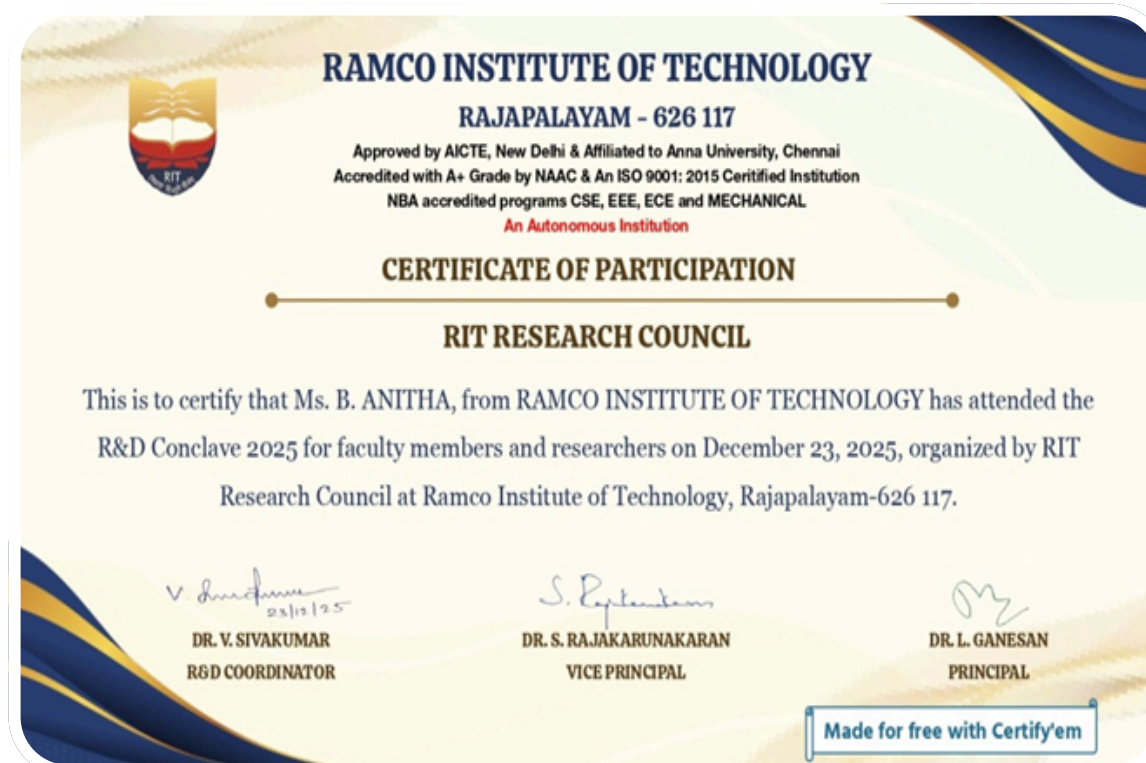 RAMCO INSTITUTE OF TECHNOLOGY
RAJAPALAYAM - 626 117
Approved by AICTE, New Delhi & Affiliated to Anna University, Chennai
Accredited with A+ Grade by NAAC & An ISO 9001: 2015 Ceritified Institution
NBA accredited programs CSE, EEE, ECE and MECHANICAL
An Autonomous Institution
RIT
CERTIFICATE OF PARTICIPATION
RIT RESEARCH COUNCIL
This is to certify that Ms. B. ANITHA, from RAMCO INSTITUTE OF TECHNOLOGY has attended the
R&D Conclave 2025 for faculty members and researchers on December 23, 2025, organized by RIT
Research Council at Ramco Institute of Technology, Rajapalayam-626 117.
23/12/25
DR. V. SIVAKUMAR
R&D COORDINATOR
DR. S. RAJAKARUNAKARAN
VICE PRINCIPAL
DR. L. GANESAN
PRINCIPAL
Made for free with Certify'em